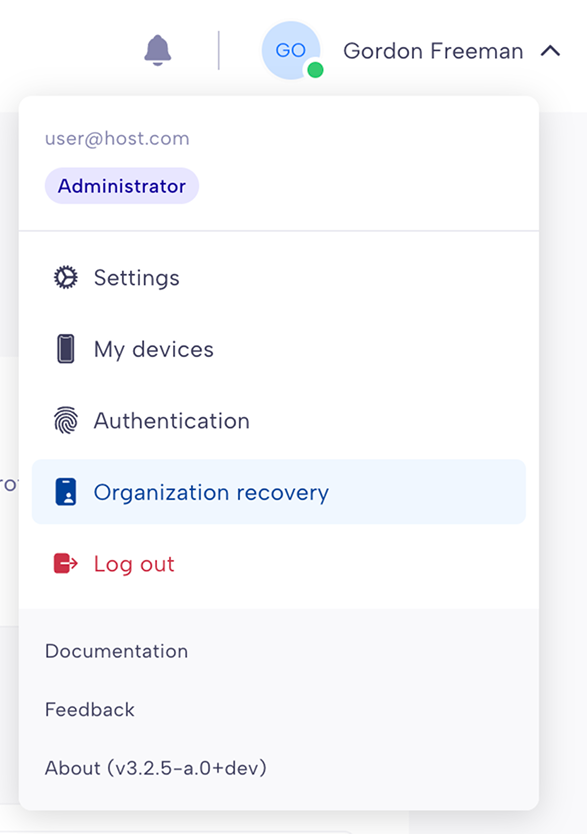 GO
Gordon Freeman
user@host.com
Administrator
Settings
My devices
Authentication
Organization recovery
Log out
Documentation
Feedback
About (v3.2.5-a.0+dev)